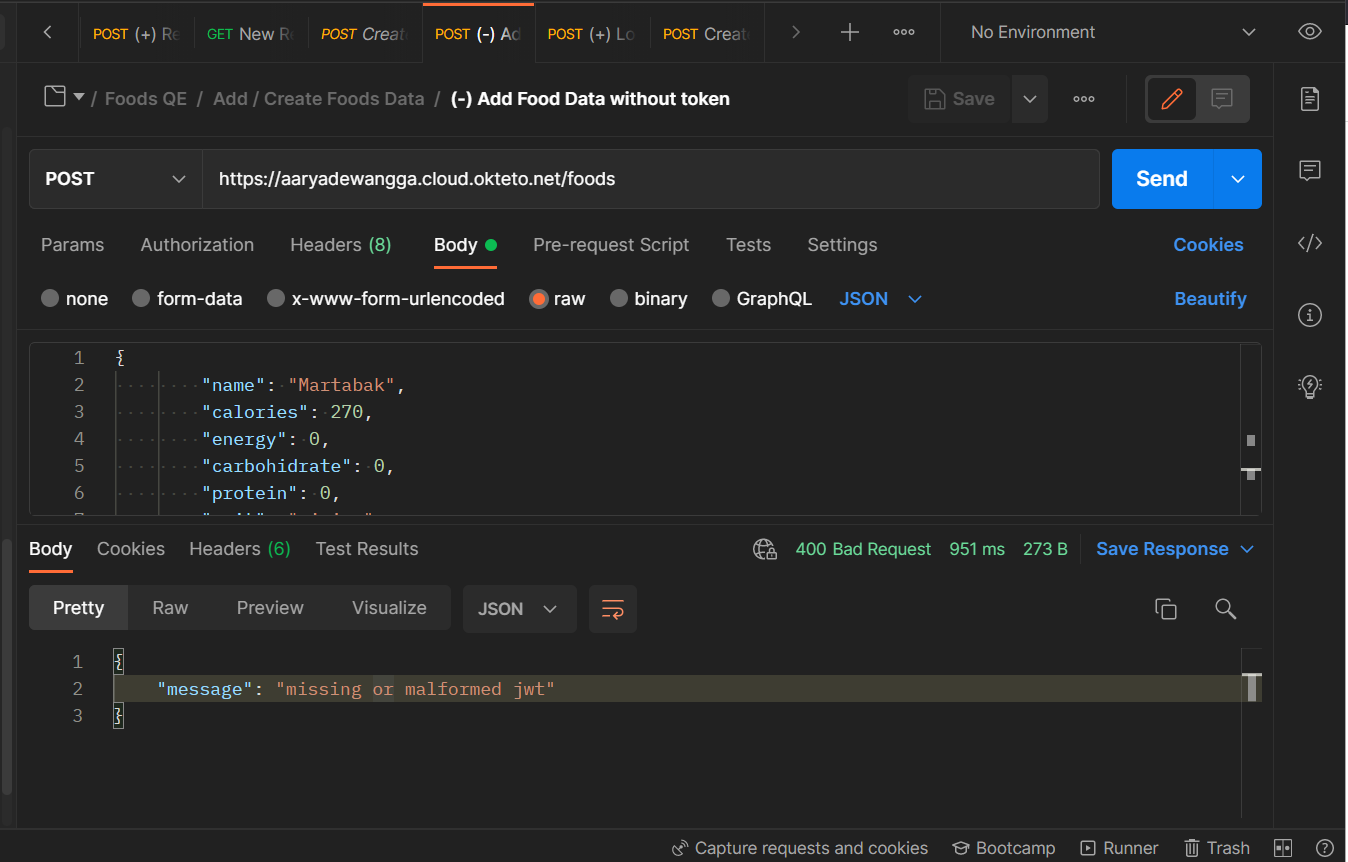 POST (+) Re
GET New R
POST Creat
POST (-) Ad
POST (+) Lo
POST Creat
No Environment
/ Foods QE / Add / Create Foods Data / (-) Add Food Data without token
Save
POST
https://aaryadewangga.cloud.okteto.net/foods
Send
Params Authorization Headers (8) Body Pre-request Script Tests Settings Cookies
none form-data x-www-form-urlencoded raw binary GraphQL JSON Beautify
1 {
2 "name": "Martabak",
3 "calories": 270,
4 "energy": 0,
5 "carbohidrate": 0,
6 "protein": 0,
Body Cookies Headers (6) Test Results 400 Bad Request 951 ms 273 B Save Response
Pretty Raw Preview Visualize JSON
1 {
2 "message": "missing or malformed jwt"
3 }
Capture requests and cookies Bootcamp Runner Trash